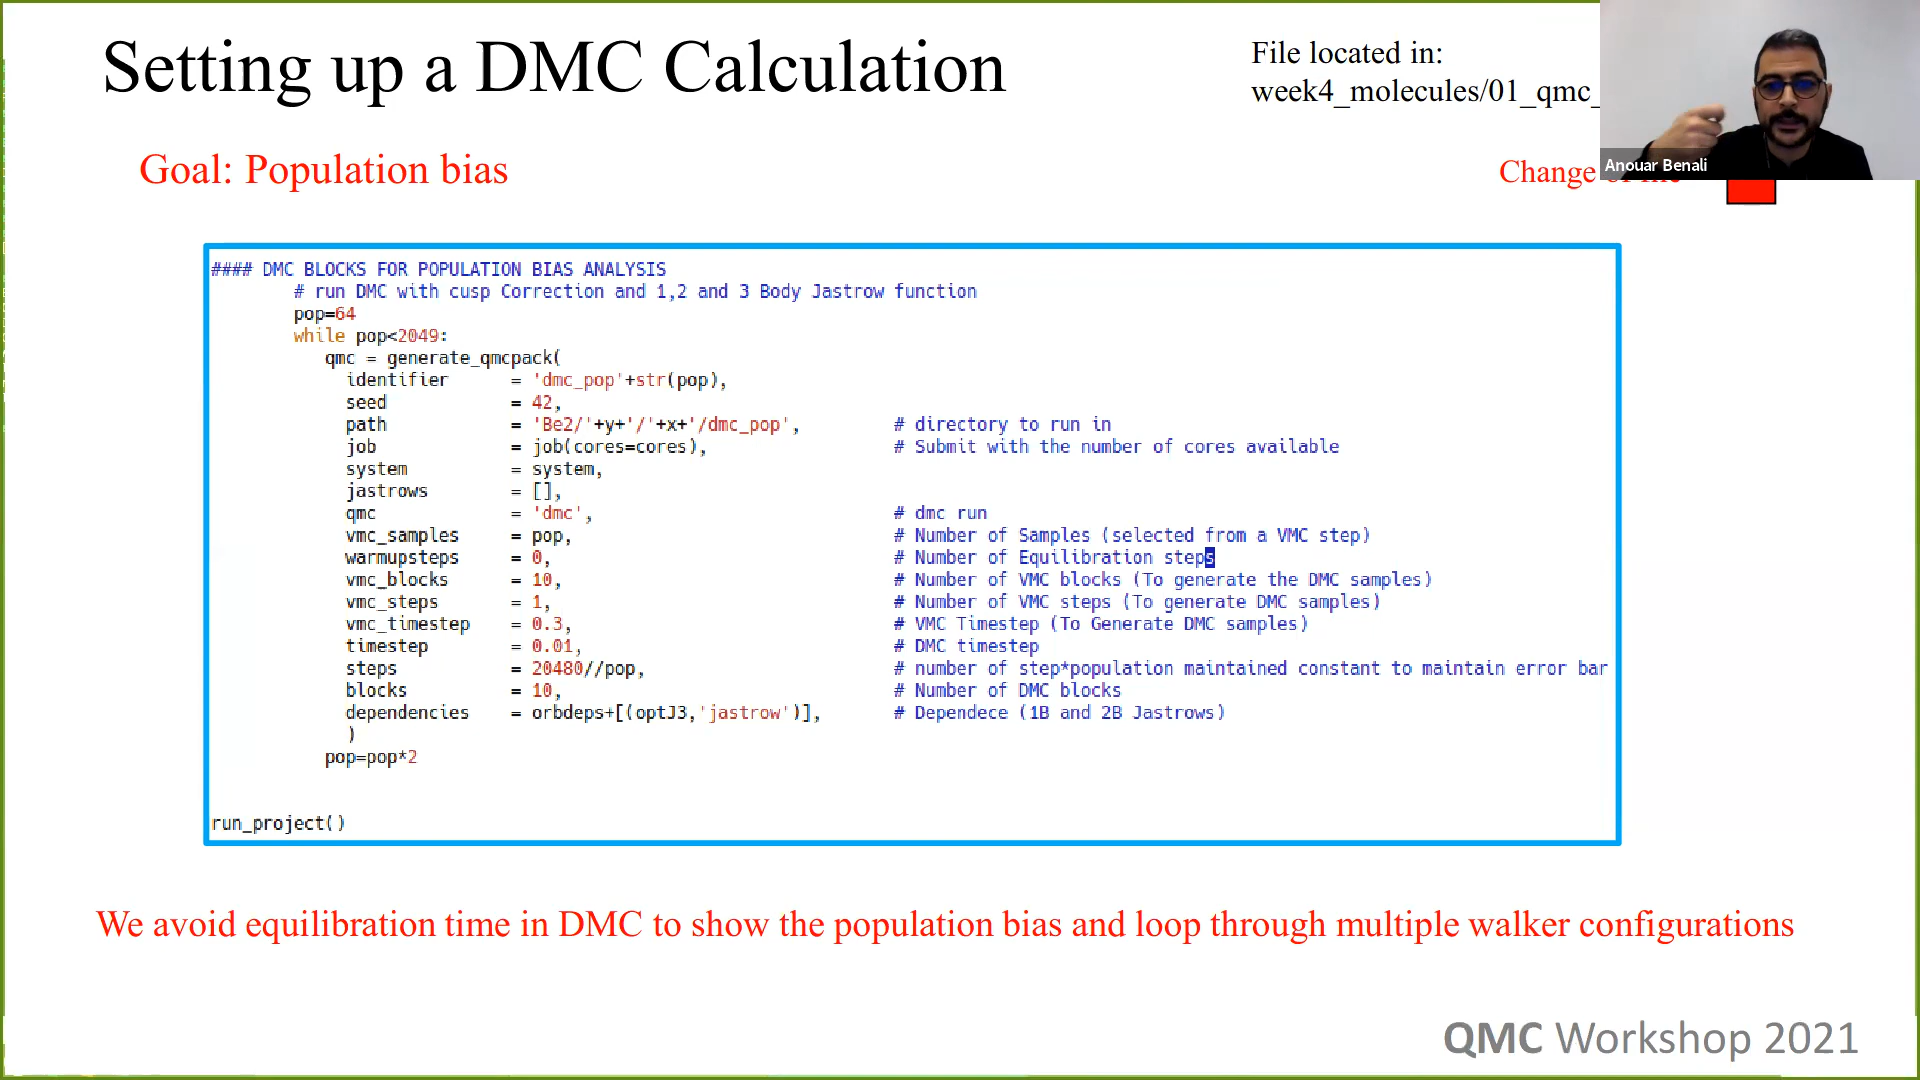 Setting up a DMC Calculation
File located in:
week4_molecules/01_qmc_
Anouar Benali
Goal: Population bias
Change
#### DMC BLOCKS FOR POPULATION BIAS ANALYSIS
# run DMC with cusp Correction and 1,2 and 3 Body Jastrow function
pop=64
while pop<2049:
qmc = generate_qmcpack(
identifier = 'dmc_pop'+str(pop),
seed = 42,
path = 'Be2/'+y+'/'+x+'/dmc_pop', # directory to run in
job = job(cores=cores), # Submit with the number of cores available
system = system,
jastrows = [],
qmc = 'dmc', # dmc run
vmc_samples = pop, # Number of Samples (selected from a VMC step)
warmupsteps = 0, # Number of Equilibration steps
vmc_blocks = 10, # Number of VMC blocks (To generate the DMC samples)
vmc_steps = 1, # Number of VMC steps (To generate DMC samples)
vmc_timestep = 0.3, # VMC Timestep (To Generate DMC samples)
timestep = 0.01, # DMC timestep
steps = 20480//pop, # number of step*population maintained constant to maintain error bar
blocks = 10, # Number of DMC blocks
dependencies = orbdeps+[(optJ3,'jastrow')], # Dependece (1B and 2B Jastrows)
)
pop=pop*2
run_project()
We avoid equilibration time in DMC to show the population bias and loop through multiple walker configurations
QMC Workshop 2021